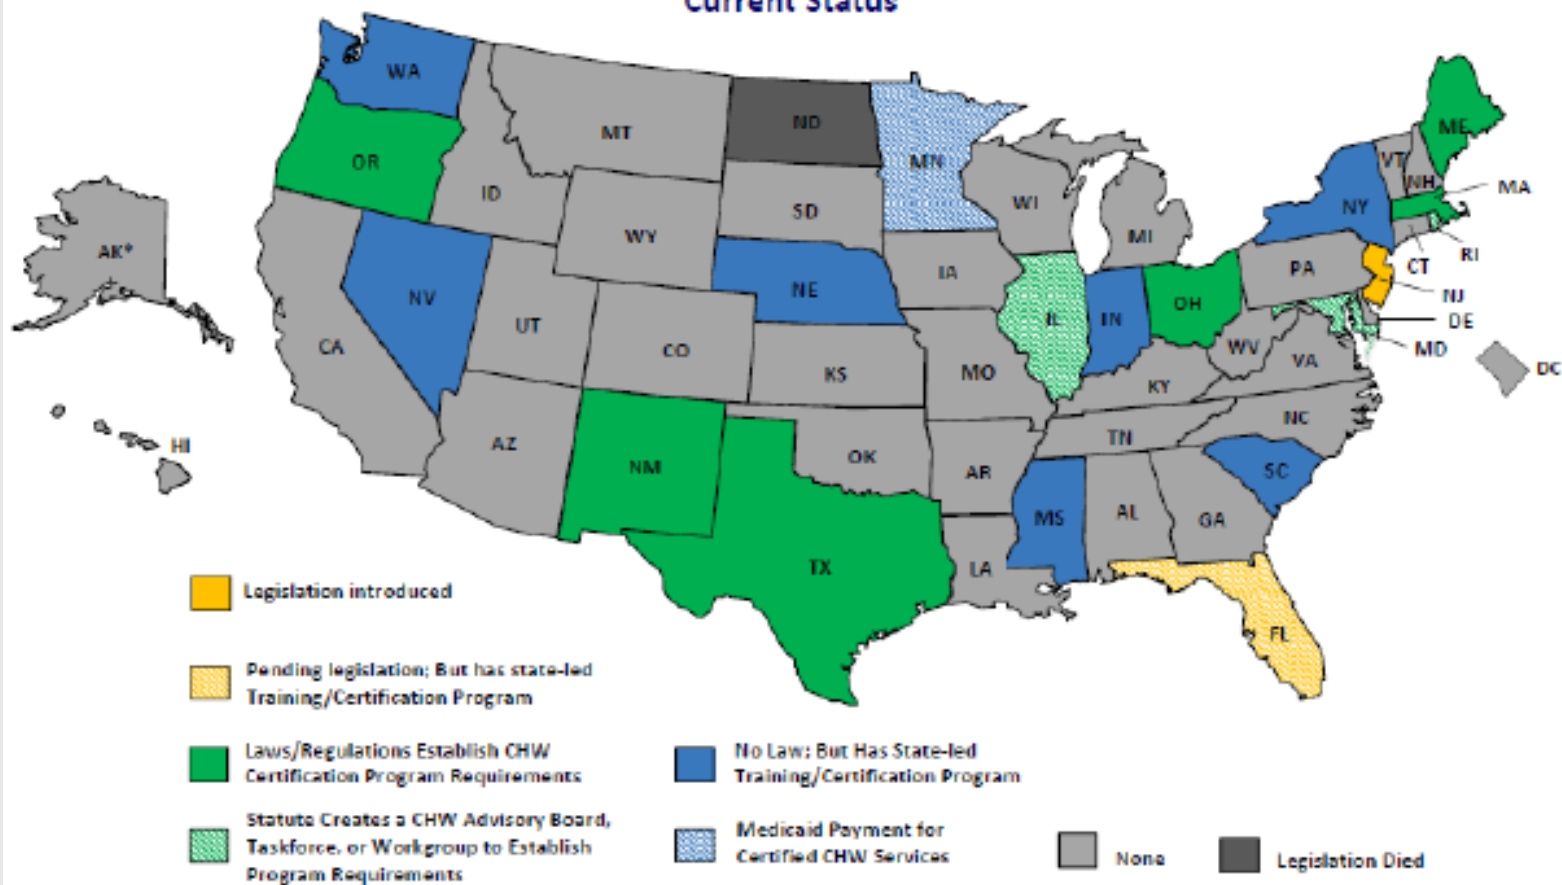 Current Status
WA
MT
ND
MN
OR
ID
SD
WI
MI
ME
VT
NH
MA
NY
WY
AK*
IA
PA
CT
RI
NV
NE
NJ
UT
IL
IN
OH
DE
CA
CO
KS
MO
WV
VA
MD
DC
KY
HI
AZ
NM
OK
TN
NC
AR
SC
MS
AL
GA
TX
LA
FL
Legislation introduced
Pending legislation; But has state-led
Training/Certification Program
Laws/Regulations Establish CHW
Certification Program Requirements
No Law; But Has State-led
Training/Certification Program
Statute Creates a CHW Advisory Board,
Taskforce, or Workgroup to Establish
Program Requirements
Medicaid Payment for
Certified CHW Services
None
Legislation Died